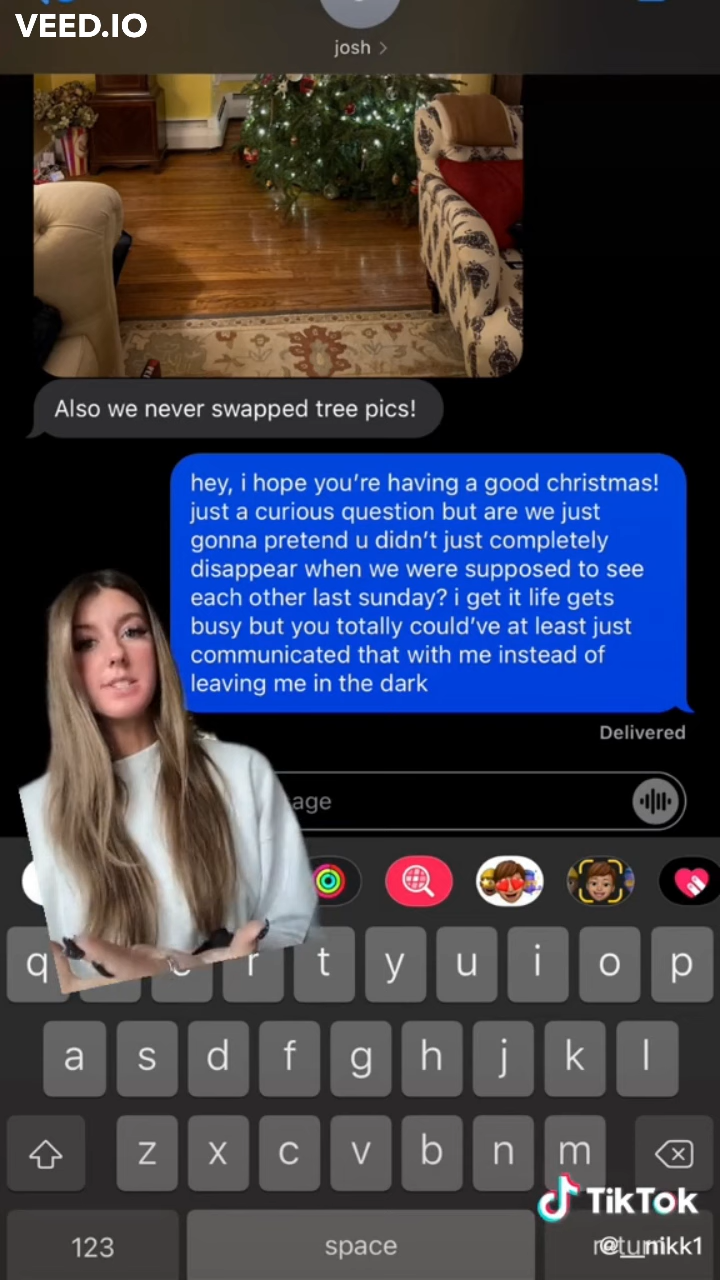 VEED.IO
josh >
Also we never swapped tree pics!
hey, i hope you're having a good christmas!
just a curious question but are we just
gonna pretend u didn't just completely
disappear when we were supposed to see
each other last sunday? i get it life gets
busy but you totally could've at least just
communicated that with me instead of
leaving me in the dark
Delivered
age
q r t y u i o p
a s d f g h j k l
z x c v b n m
TikTok
123 space
@__nikk1